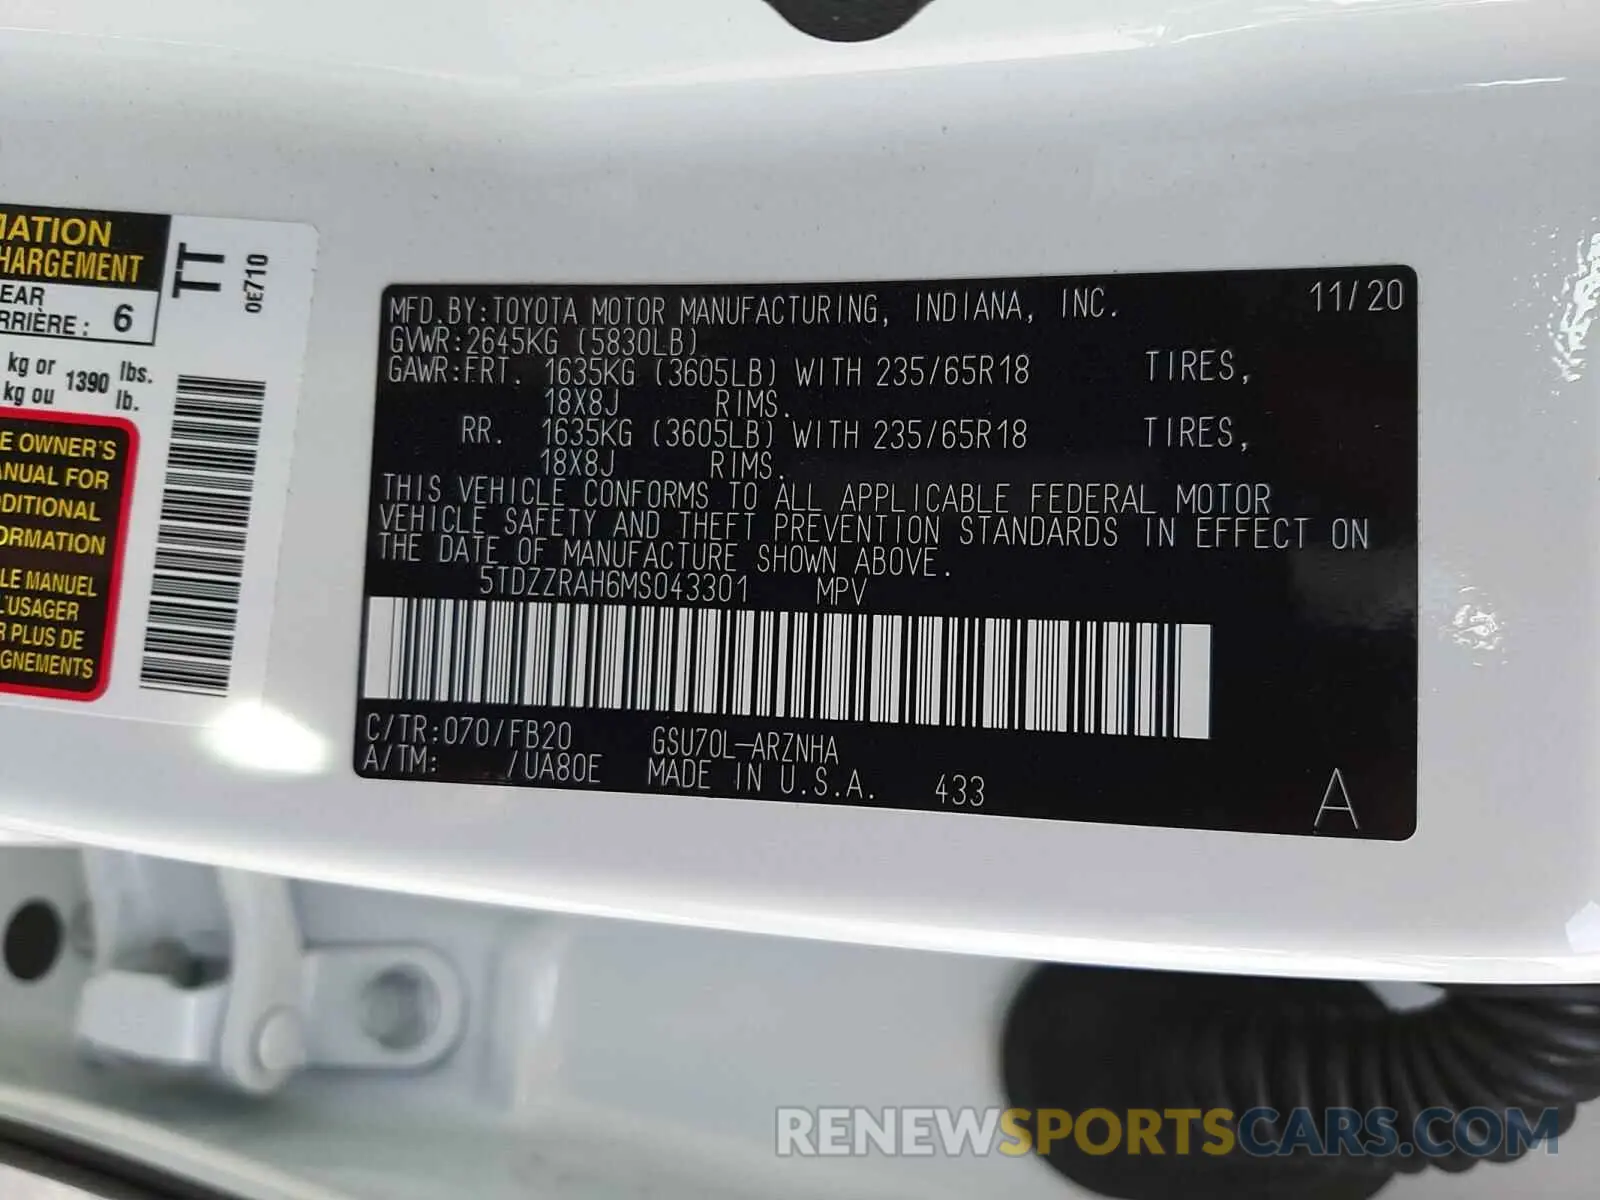 MATION
HARGEMENT
EAR
RRIÈRE : 6
kg or 1390 lbs.
kg ou lb.
E OWNER'S
ANUAL FOR
DDITIONAL
ORMATION
LE MANUEL
L'USAGER
R PLUS DE
GNEMENTS
TT
0E710
MFD.BY:TOYOTA MOTOR MANUFACTURING, INDIANA, INC. 11/20
GVWR:2645KG (5830LB)
GAWR:FRT. 1635KG (3605LB) WITH 235/65R18 TIRES,
18X8J RIMS.
RR. 1635KG (3605LB) WITH 235/65R18 TIRES,
18X8J RIMS.
THIS VEHICLE CONFORMS TO ALL APPLICABLE FEDERAL MOTOR
VEHICLE SAFETY AND THEFT PREVENTION STANDARDS IN EFFECT ON
THE DATE OF MANUFACTURE SHOWN ABOVE.
5TDZZRAH6MS043301 MPV
C/TR:070/FB20 GSU70L-ARZNHA
A/TM: /UA80E MADE IN U.S.A. 433 A
RENEWSPORTSCARS.COM